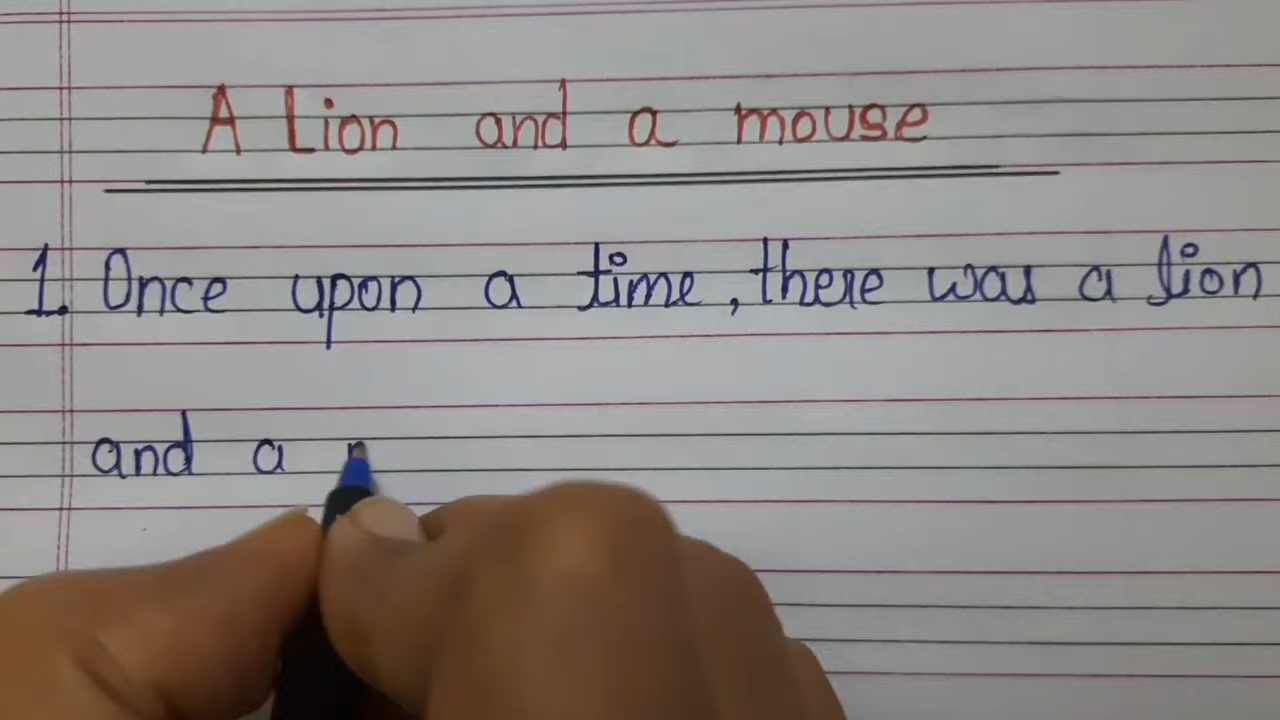 A Lion and a mouse
1. Once upon a time, there was a lion
and a